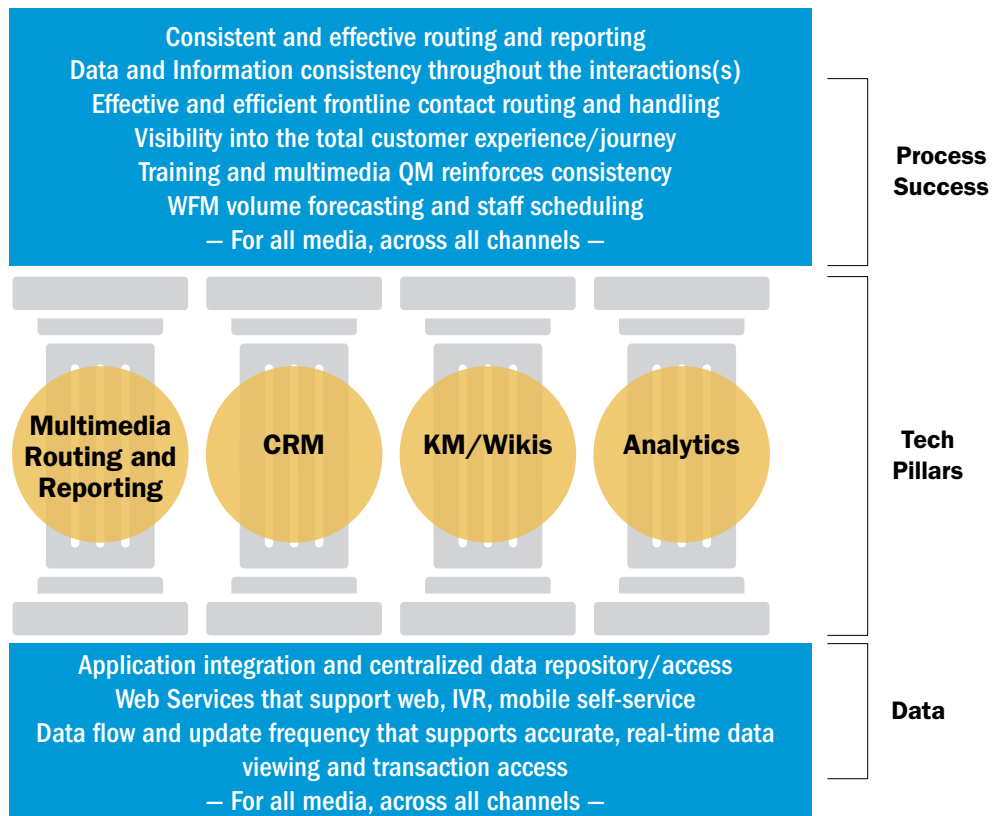 Consistent and effective routing and reporting
Data and Information consistency throughout the interactions(s)
Effective and efficient frontline contact routing and handling
Visibility into the total customer experience/journey
Training and multimedia QM reinforces consistency
WFM volume forecasting and staff scheduling
— For all media, across all channels —
Process
Success
Multimedia
Routing and
Reporting
CRM
KM/Wikis
Analytics
Tech
Pillars
Application integration and centralized data repository/access
Web Services that support web, IVR, mobile self-service
Data flow and update frequency that supports accurate, real-time data
viewing and transaction access
— For all media, across all channels —
Data